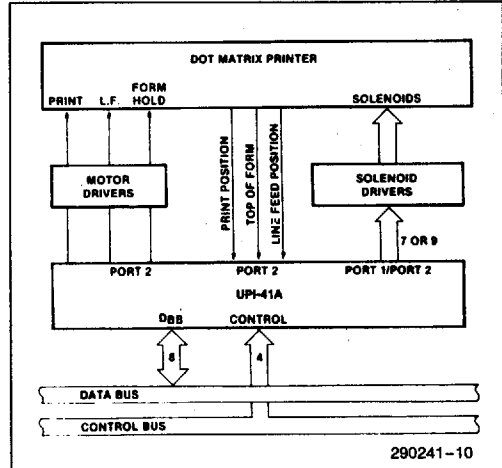 DOT MATRIX PRINTER
PRINT L.F. FORM HOLD
SOLENOIDS
MOTOR DRIVERS
PRINT POSITION
TOP OF FORM
LINE FEED POSITION
SOLENOID DRIVERS
7 OR 9
PORT 2 PORT 2 PORT 1/PORT 2
UPI-41A
DBB CONTROL
8 4
DATA BUS
CONTROL BUS
290241-10